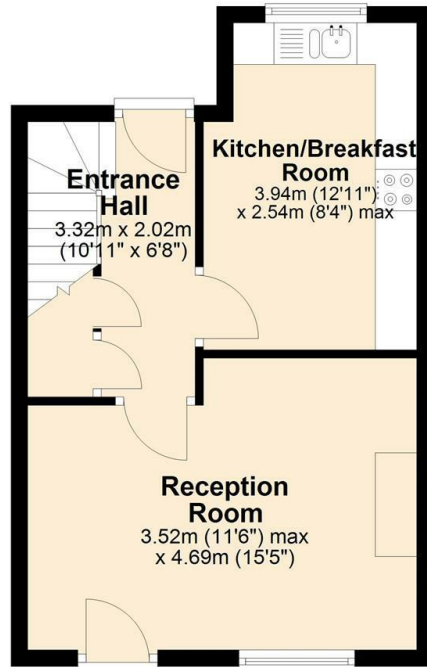 Kitchen/Breakfast
Room
3.94m (12'11")
x 2.54m (8'4") max
Entrance
Hall
3.32m x 2.02m
(10'11" x 6'8")
Reception
Room
3.52m (11'6") max
x 4.69m (15'5")